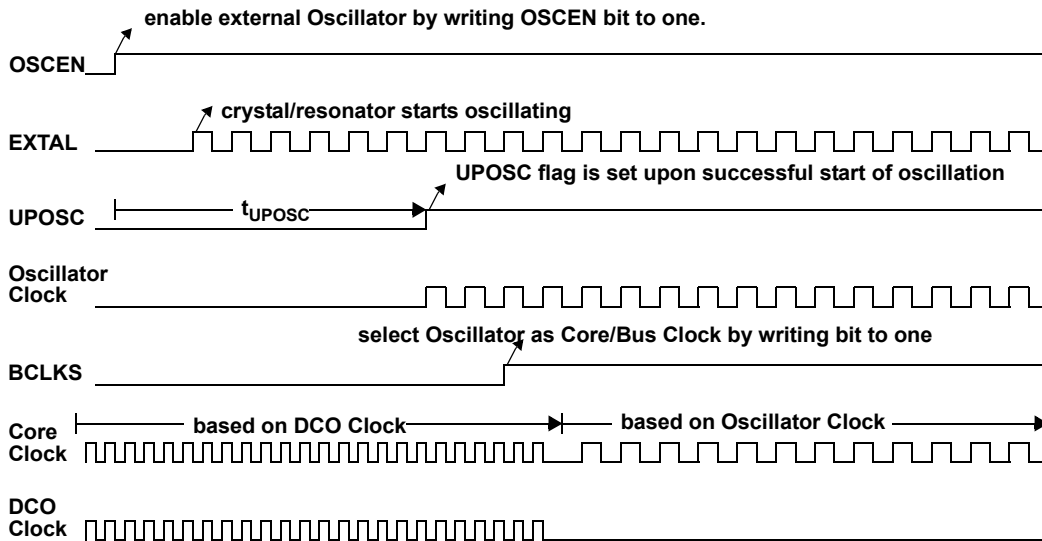 enable external Oscillator by writing OSCEN bit to one.
OSCEN
crystal/resonator starts oscillating
EXTAL
UPOSC flag is set upon successful start of oscillation
UPOSC
tUPOSC
Oscillator
Clock
select Oscillator as Core/Bus Clock by writing bit to one
BCLKS
based on DCO Clock
based on Oscillator Clock
Core
Clock
DCO
Clock